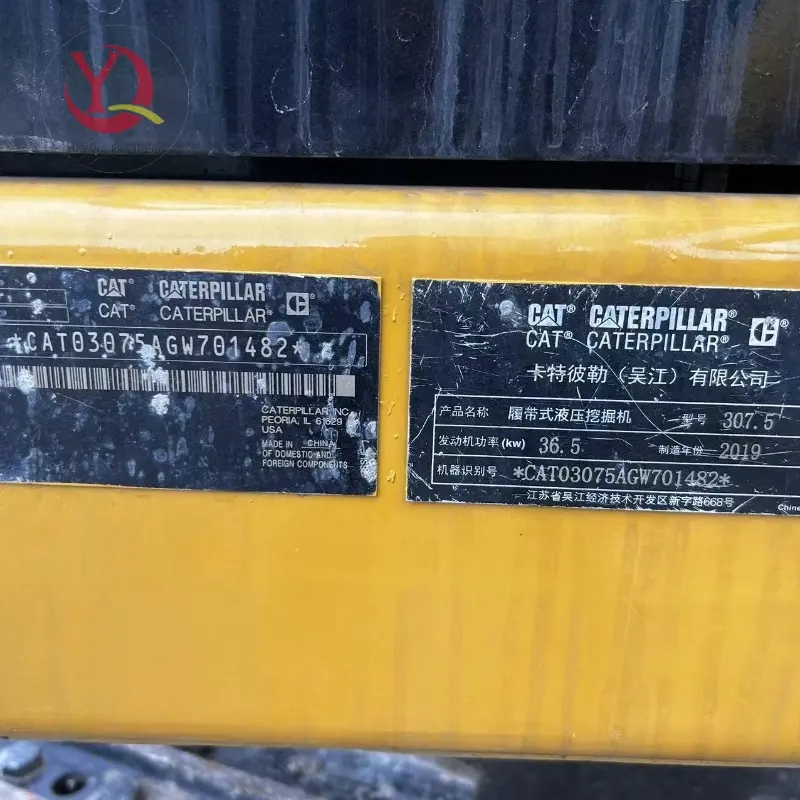 YQ
CAT® CATERPILLAR®
CAT® CATERPILLAR®
*CAT03075AGW701482*
CATERPILLAR INC
PEORIA, IL 61629
USA
MADE IN CHINA
OF DOMESTIC AND
FOREIGN COMPONENTS
CAT® CATERPILLAR®
CAT® CATERPILLAR®
卡特彼勒（吴江）有限公司
产品名称 履带式液压挖掘机 型号 307.5
发动机功率(kw) 36.5 制造年份 2019
机器识别号 *CAT03075AGW701482*
江苏省吴江经济技术开发区新字路668号
Chine